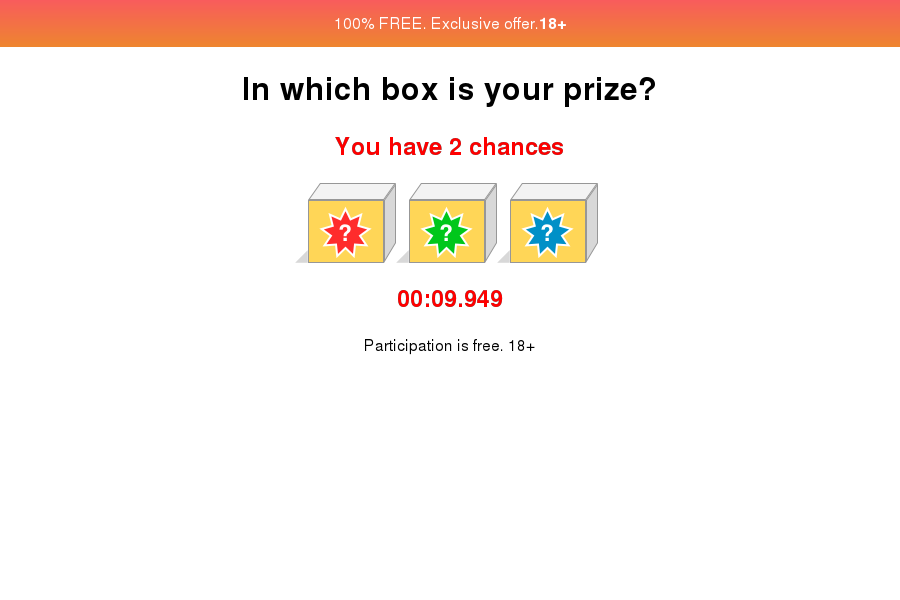 100% FREE. Exclusive offer.18+
In which box is your prize?
You have 2 chances
? ? ?
00:09.949
Participation is free. 18+